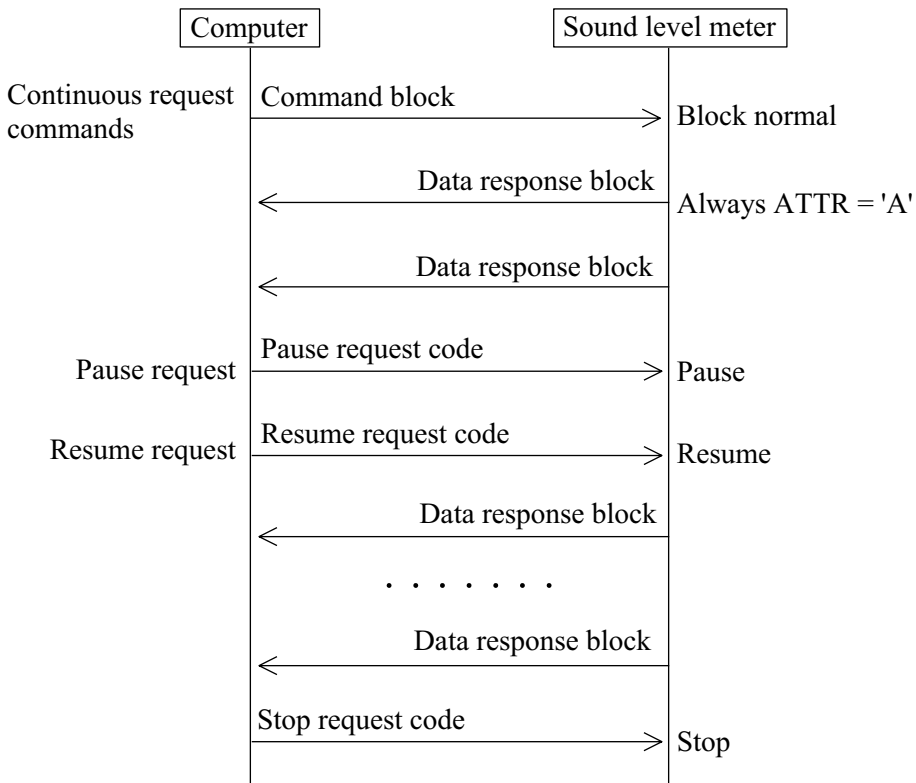 Computer
Sound level meter
Continuous request
commands
Command block
Block normal
Data response block
Always ATTR = 'A'
Data response block
Pause request
Pause request code
Pause
Resume request
Resume request code
Resume
Data response block
. . . . . . .
Data response block
Stop request code
Stop